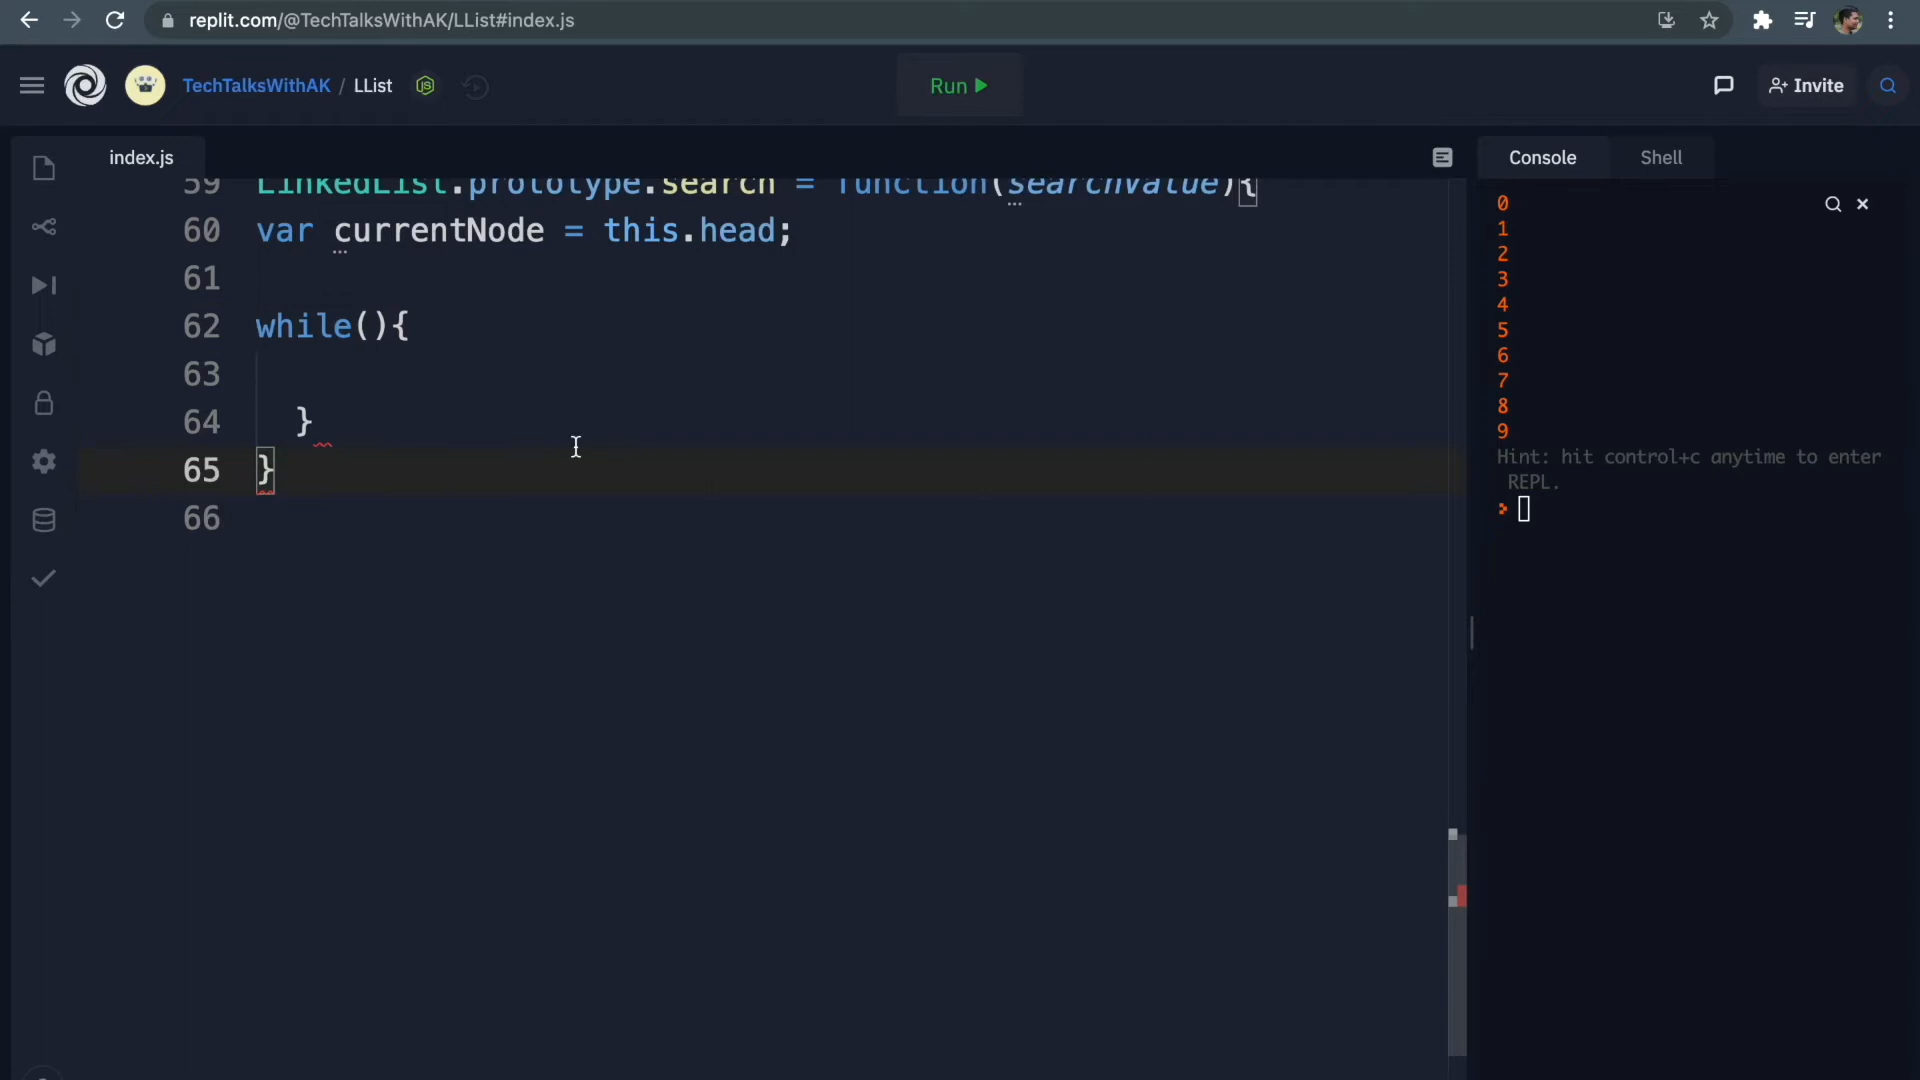 replit.com/@TechTalksWithAK/LList#index.js
TechTalksWithAK / LList
Run
Invite
index.js
Console
Shell
59 LinkedList.prototype.search = function(searchValue){
60 var currentNode = this.head;
61
62 while(){
63
64 }
65 }
66
0
1
2
3
4
5
6
7
8
9
Hint: hit control+c anytime to enter
REPL.